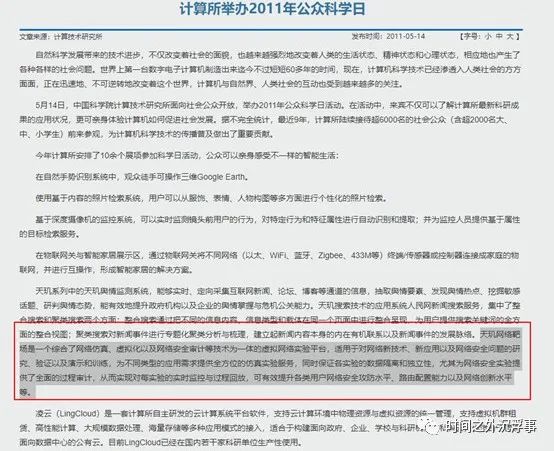 计算所举办2011年公众科学日
文章来源：计算技术研究所 发布时间：2011-05-14 【字号：小 中 大】
自然科学发展带来的技术进步，不仅改变着社会的面貌，也越来越强烈地改变着人类的生活状态、精神状态和心理状态，相应地也产生了
各种各样的社会问题。世界上第一台数字电子计算机制造出来迄今不过短短60多年的时间，现在，计算机科学技术已经渗透入人类社会的方方
面面，正在迅速地、不可逆转地改变着这个世界，计算机与自然界、人类社会的互动也受到越来越多的关注。
5月14日，中国科学院计算技术研究所面向社会公众开放，举办2011年公众科学日活动。在活动中，来宾不仅可以了解计算所最新科研成
果的应用状况，更可亲身体验计算机如何促进社会发展。据不完全统计，最近9年，计算所陆续接待超6000名的社会公众（含超2000名大、
中、小学生）前来参观，为计算机科学技术的传播普及做出了重要贡献。
今年计算所安排了10余个展项参加科学日活动，公众可以亲身感受不一样的智能生活：
在自然手势识别系统中，观众徒手可操作三维Google Earth。
使用基于内容的照片检索系统，用户可以从服饰、表情、人物构图等多方面进行个性化的照片检索。
基于深度摄像机的监控系统，可以实时监测镜头前用户的行为，对特定行为和特征属性进行自动识别和提取；并为监控人员提供基于属性
的目标检索服务。
在物联网关与智能家居展示区，通过物联网关将不同网络（以太、WiFi、蓝牙、Zigbee、433M等）终端/传感器或控制器连接成家庭的物
联网，并进行互操作，形成智能家居的解决方案。
天玑系列中的天玑舆情监测系统，能够实时、定向采集互联网新闻、论坛、博客等通道的信息，抽取舆情要素、发现舆情热点、挖掘敏感
话题、研判舆情态势，能有效地提升政府机构以及企业的舆情掌握与危机公关能力。天玑搜索技术的应用系统人民网新闻搜索服务，集中了整
合搜索和聚类搜索两个方面：整合搜索通过把不同的信息内容、信息类型和载体在同一个页面中进行整合呈现，为用户提供搜索关键词的全方
面的整合视图；聚类搜索对新闻事件进行专题化聚类分析与梳理，建立起新闻内容本身的内在有机联系以及新闻事件的发展脉络。天玑网络靶
场是一个综合了网络仿真、虚拟化以及网络安全审计等技术为一体的虚拟网络实验平台，适用于对网络新技术、新应用以及网络安全问题的研
究、验证以及演示和训练，为不同类型的应用需求提供全方位的仿真实验服务，同时保证各实验的数据隔离和独立性，尤其为网络安全实验提
供了全面的过程审计，从而实现对每实验的实时监控与过程回放，可有效提升各类用户网络安全攻防水平、路由配置能力以及网络创新水平
等。
凌云（LingCloud）是一套计算所自主研发的云计算系统平台软件，支持云计算环境中物理资源与虚拟资源的统一管理，支持虚拟机群租
赁、高性能计算、大规模数据处理、海量存储等多种应用模式的接入，适合于构建面向政府、企业、学校与科研机
面向数据中心的公有云。目前LingCloud已经在国内若干家科研单位生产性使用。
时间之外沉浮事